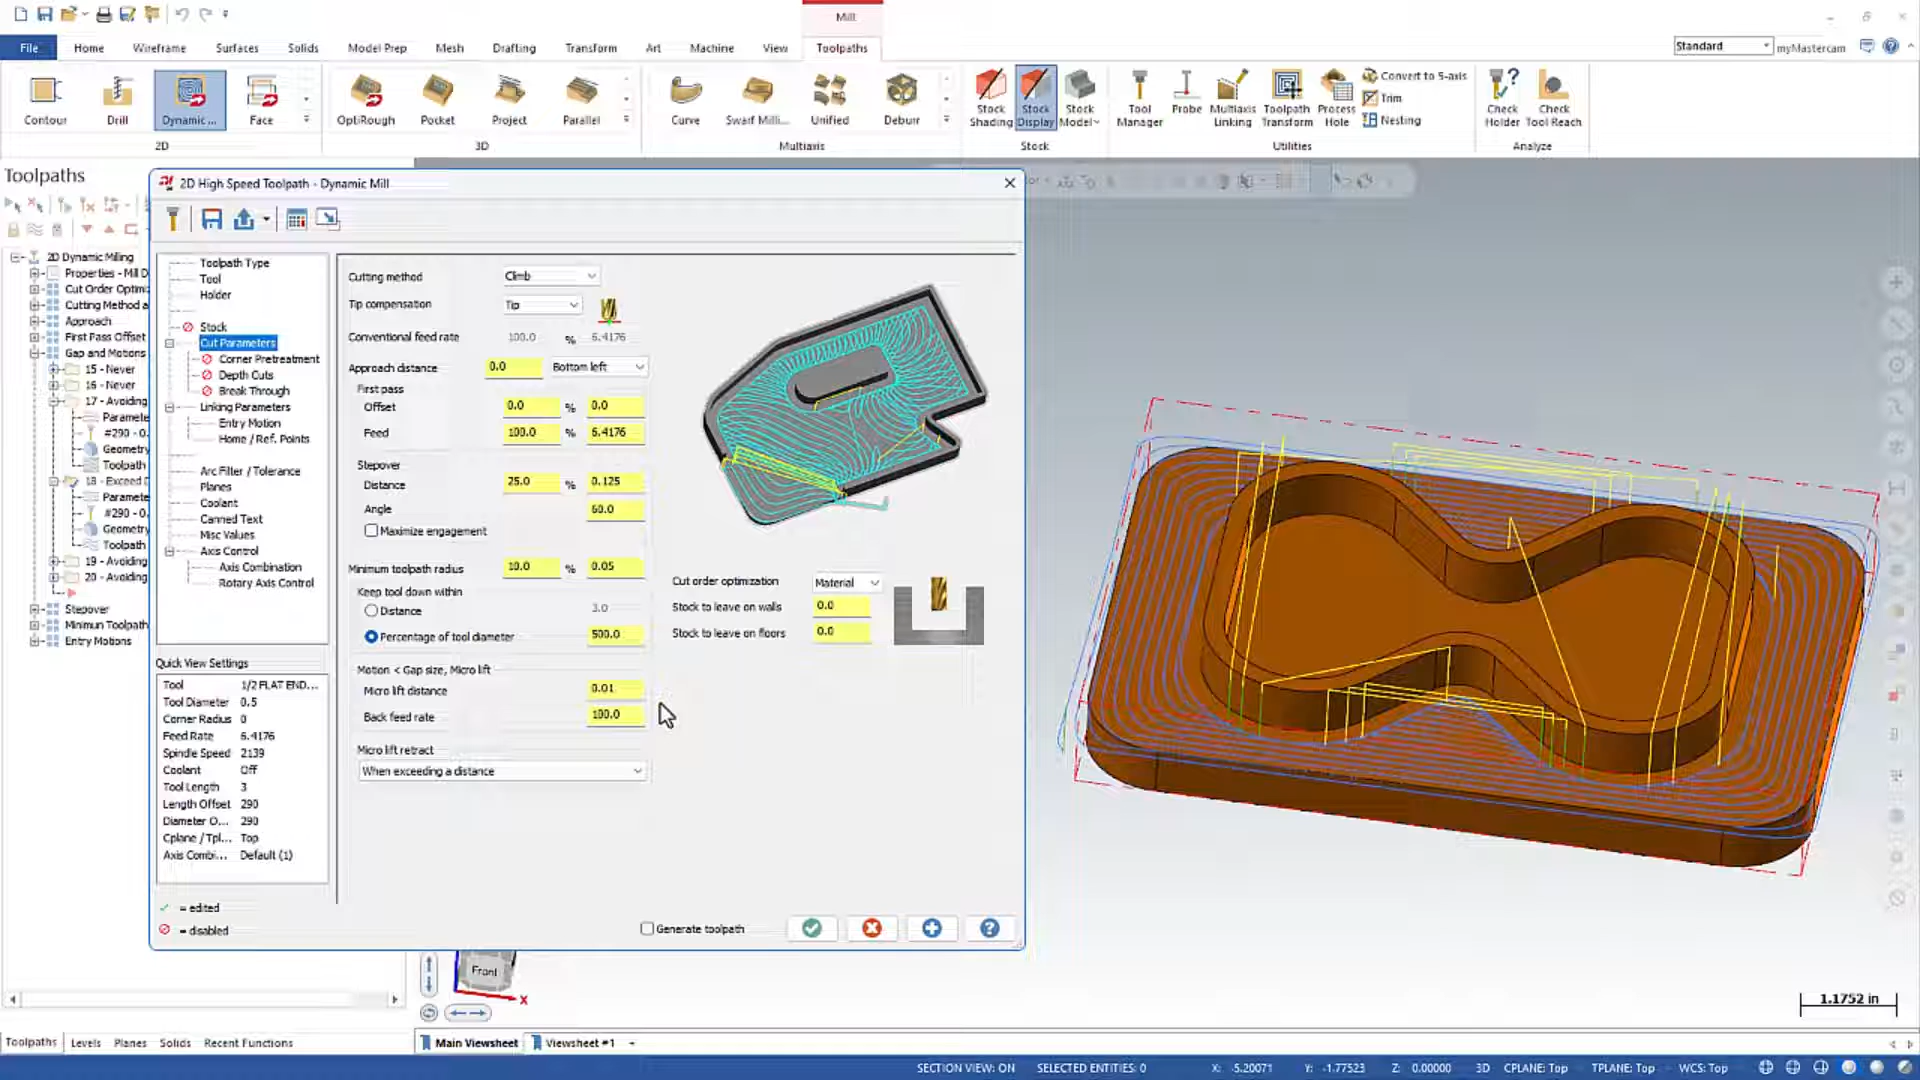 Mill
File Home Wireframe Surfaces Solids Model Prep Mesh Drafting Transform Art Machine View Toolpaths
Standard myMastercam
Contour Drill Dynamic ... Face OptiRough Pocket Project Parallel Curve Swarf Milli... Unified Deburr
Stock Shading Stock Display Stock Model Tool Manager Probe Multiaxis Linking Toolpath Transform Process Hole
Convert to 5-axis
Trim
Nesting
Check Holder Check Tool Reach
2D 3D Multiaxis Stock Utilities Analyze
Toolpaths
2D Dynamic Milling
Properties - Mill D
Cut Order Optimiz
Cutting Method a
Approach
First Pass Offset
Gap and Motions
15 - Never
16 - Never
17 - Avoiding
Paramete
#290 - 0.
Geometry
Toolpath
18 - Exceed D
Paramete
#290 - 0.
Geometry
Toolpath
19 - Avoiding
20 - Avoiding
Stepover
Minimun Toolpath
Entry Motions
2D High Speed Toolpath - Dynamic Mill
Toolpath Type
Tool
Holder
Stock
Cut Parameters
Corner Pretreatment
Depth Cuts
Break Through
Linking Parameters
Entry Motion
Home / Ref. Points
Arc Filter / Tolerance
Planes
Coolant
Canned Text
Misc Values
Axis Control
Axis Combination
Rotary Axis Control
Quick View Settings
Tool 1/2 FLAT END...
Tool Diameter 0.5
Corner Radius 0
Feed Rate 6.4176
Spindle Speed 2139
Coolant Off
Tool Length 3
Length Offset 290
Diameter O... 290
Cplane / Tpl... Top
Axis Combi... Default (1)
= edited
= disabled
Cutting method Climb
Tip compensation Tip
Conventional feed rate 100.0 % 6.4176
Approach distance 0.0 Bottom left
First pass
Offset 0.0 % 0.0
Feed 100.0 % 6.4176
Stepover
Distance 25.0 % 0.125
Angle 60.0
Maximize engagement
Minimum toolpath radius 10.0 % 0.05
Keep tool down within
Distance 3.0
Percentage of tool diameter 500.0
Motion < Gap size, Micro lift
Micro lift distance 0.01
Back feed rate 100.0
Micro lift retract
When exceeding a distance
Cut order optimization Material
Stock to leave on walls 0.0
Stock to leave on floors 0.0
Generate toolpath
Front
X
1.1752 in
Toolpaths Levels Planes Solids Recent Functions
Main Viewsheet Viewsheet #1
SECTION VIEW: ON SELECTED ENTITIES: 0 X: -5.20071 Y: -1.77523 Z: 0.00000 3D CPLANE: Top TPLANE: Top WCS: Top